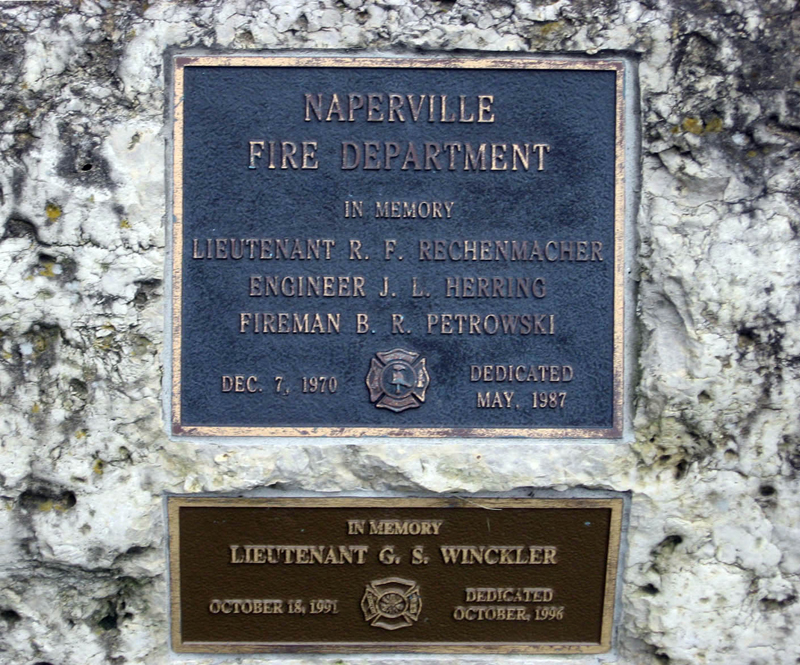 NAPERVILLE
FIRE DEPARTMENT
IN MEMORY
LIEUTENANT R. F. RECHENMACHER
ENGINEER J. L. HERRING
FIREMAN B. R. PETROWSKI
DEC. 7, 1970
DEDICATED
MAY, 1987
IN MEMORY
LIEUTENANT G. S. WINCKLER
OCTOBER 18, 1991
DEDICATED
OCTOBER, 1996